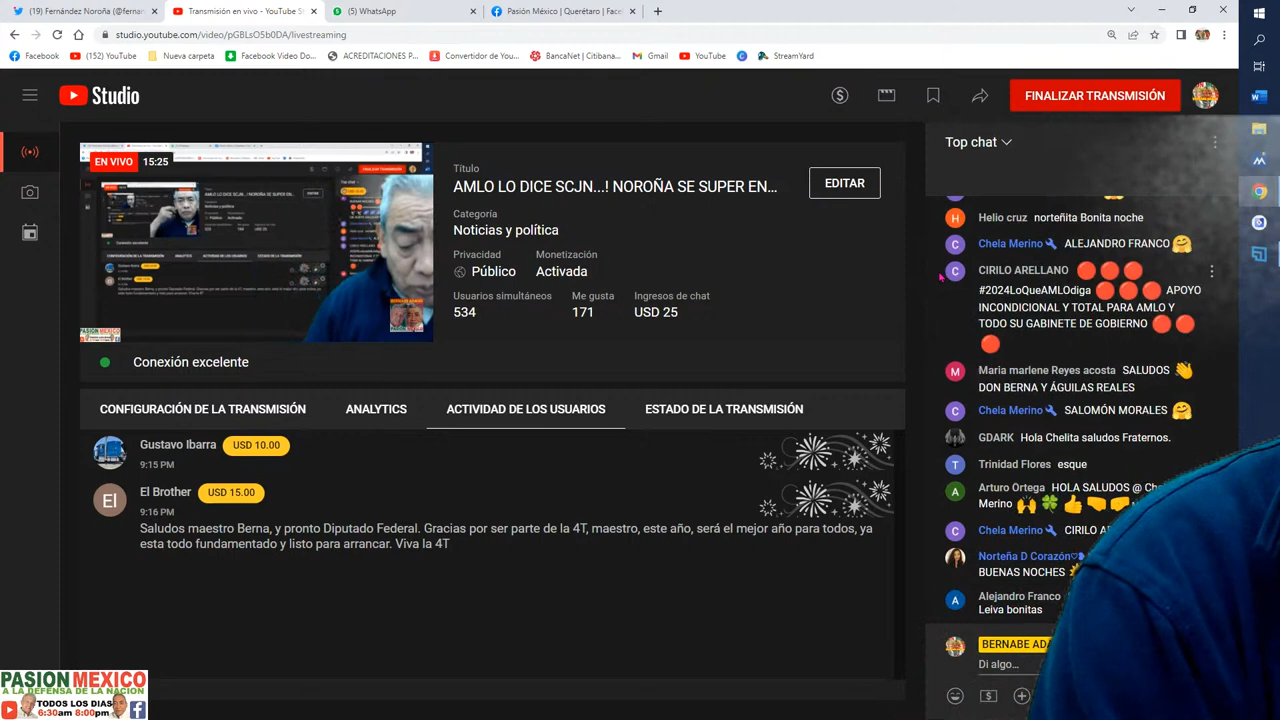 (19) Fernando Noroña (@fernan
Transmisión en vivo - YouTube S
(5) WhatsApp
Pasión México | Querétaro | Face
studio.youtube.com/video/pGBLsO5b0DA/livestreaming
Facebook
(152) YouTube
Nueva carpeta
Facebook Video Do...
ACREDITACIONES P...
Convertidor de You...
BancaNet | Citibana...
Gmail
YouTube
StreamYard
Studio
FINALIZAR TRANSMISIÓN
EN VIVO 15:25
Título
AMLO LO DICE SCJN...! NOROÑA SE SUPER EN...
EDITAR
Categoría
Noticias y política
Privacidad Monetización
Público Activada
Usuarios simultáneos Me gusta Ingresos de chat
534 171 USD 25
Conexión excelente
CONFIGURACIÓN DE LA TRANSMISIÓN ANALYTICS ACTIVIDAD DE LOS USUARIOS ESTADO DE LA TRANSMISIÓN
Gustavo Ibarra USD 10.00
9:15 PM
El El Brother USD 15.00
9:16 PM
Saludos maestro Berna, y pronto Diputado Federal. Gracias por ser parte de la 4T, maestro, este año, será el mejor año para todos, ya
esta todo fundamentado y listo para arrancar. Viva la 4T
Top chat
H Helio cruz norteñita Bonita noche
C Chela Merino ALEJANDRO FRANCO 🤗
C CIRILO ARELLANO 🔴 🔴 🔴
#2024LoQueAMLOdiga 🔴 🔴 🔴 APOYO
INCONDICIONAL Y TOTAL PARA AMLO Y
TODO SU GABINETE DE GOBIERNO 🔴 🔴
🔴
M Maria marlene Reyes acosta SALUDOS 👋
DON BERNA Y ÁGUILAS REALES
C Chela Merino SALOMÓN MORALES 🤗
GDARK Hola Chelita saludos Fraternos.
T Trinidad Flores esque
A Arturo Ortega HOLA SALUDOS @ Ch
Merino
C Chela Merino CIRILO
Norteña D Corazón
BUENAS NOCHES
A Alejandro Franco
Leiva bonitas
BERNABE
Di algo...
PASION MEXICO
A LA DEFENSA DE LA NACION
TODOS LOS DIAS
6:30am 8:00pm